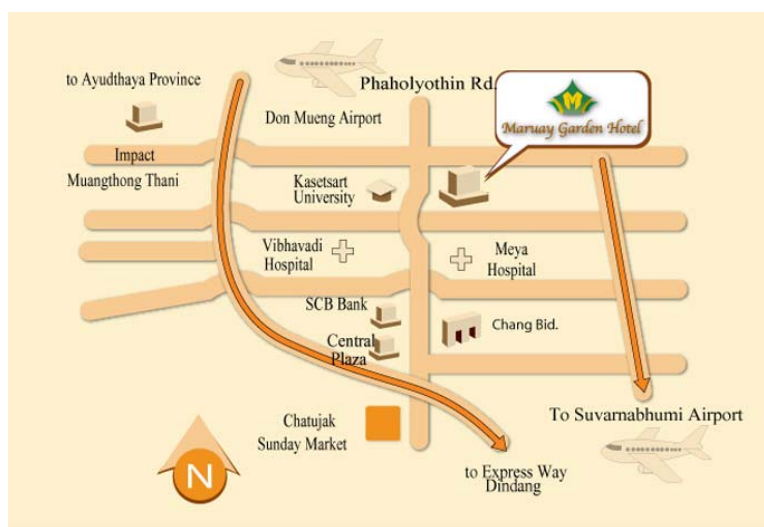 to Ayudthaya Province
Phaholyothin Rd.
Don Mueng Airport
M
Maruay Garden Hotel
Impact
Muangthong Thani
Kasetsart
University
Vibhavadi
Hospital
Meya
Hospital
SCB Bank
Chang Bid.
Central
Plaza
Chatujak
Sunday Market
To Suvarnabhumi Airport
to Express Way
Dindang
N